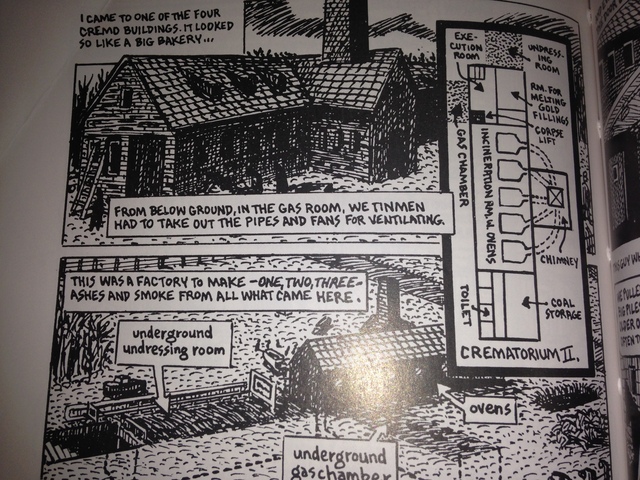 I CAME TO ONE OF THE FOUR
CREMO BUILDINGS. IT LOOKED
SO LIKE A BIG BAKERY...
FROM BELOW GROUND, IN THE GAS ROOM, WE TINMEN
HAD TO TAKE OUT THE PIPES AND FANS FOR VENTILATING.
EXE-
CUTION
ROOM
UNDRESS-
ING
ROOM
RM. FOR
MELTING
GOLD
FILLINGS
CORPSE
LIFT
GAS CHAMBER
INCINERATION RM. W. OVENS
CHIMNEY
TOILET
COAL
STORAGE
CREMATORIUM II.
THIS WAS A FACTORY TO MAKE -ONE, TWO, THREE-
ASHES AND SMOKE FROM ALL WHAT CAME HERE.
underground
undressing room
ovens
underground
gas chamber